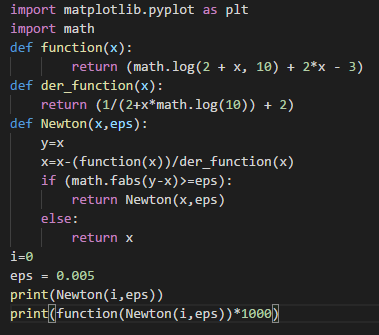 import matplotlib.pyplot as plt
import math
def function(x):
        return (math.log(2 + x, 10) + 2*x - 3)
def der_function(x):
    return (1/(2+x*math.log(10)) + 2)
def Newton(x,eps):
    y=x
    x=x-(function(x))/der_function(x)
    if (math.fabs(y-x)>=eps):
        return Newton(x,eps)
    else:
        return x
i=0
eps = 0.005
print(Newton(i,eps))
print(function(Newton(i,eps))*1000)